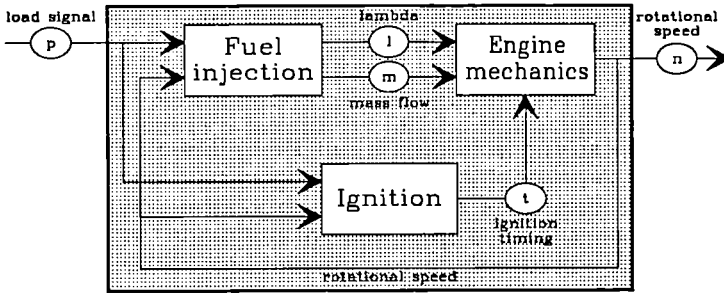 load signal
p
Fuel
injection
lambda
l
m
mass flow
Engine
mechanics
rotational
speed
n
Ignition
t
ignition
timing
rotational speed